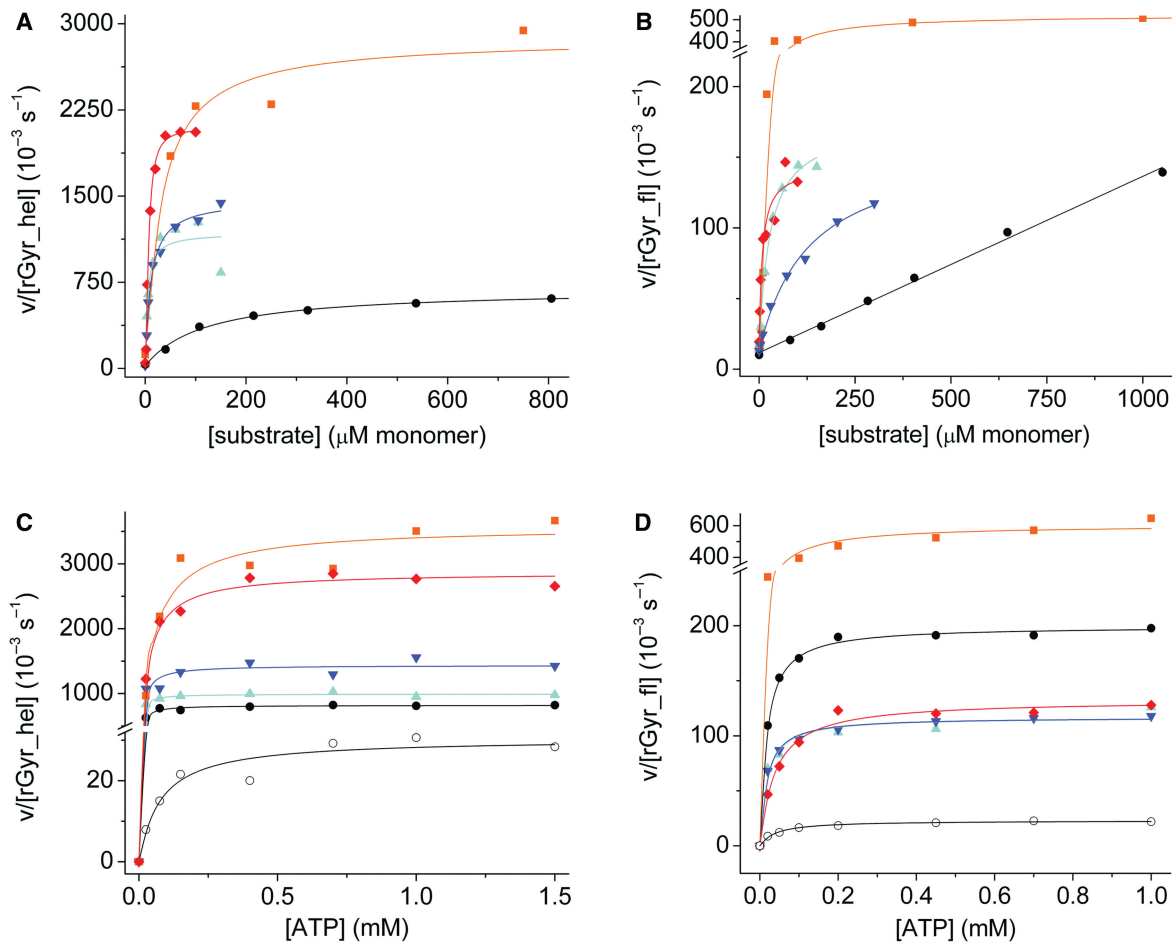 A
3000
2250
1500
750
0
v/[rGyr_hel] (10⁻³ s⁻¹)
0 200 400 600 800
[substrate] (μM monomer)
B
500
400
200
100
0
v/[rGyr_fl] (10⁻³ s⁻¹)
0 250 500 750 1000
[substrate] (μM monomer)
C
3000
2000
1000
20
0
v/[rGyr_hel] (10⁻³ s⁻¹)
0.0 0.5 1.0 1.5
[ATP] (mM)
D
600
400
200
100
0
v/[rGyr_fl] (10⁻³ s⁻¹)
0.0 0.2 0.4 0.6 0.8 1.0
[ATP] (mM)